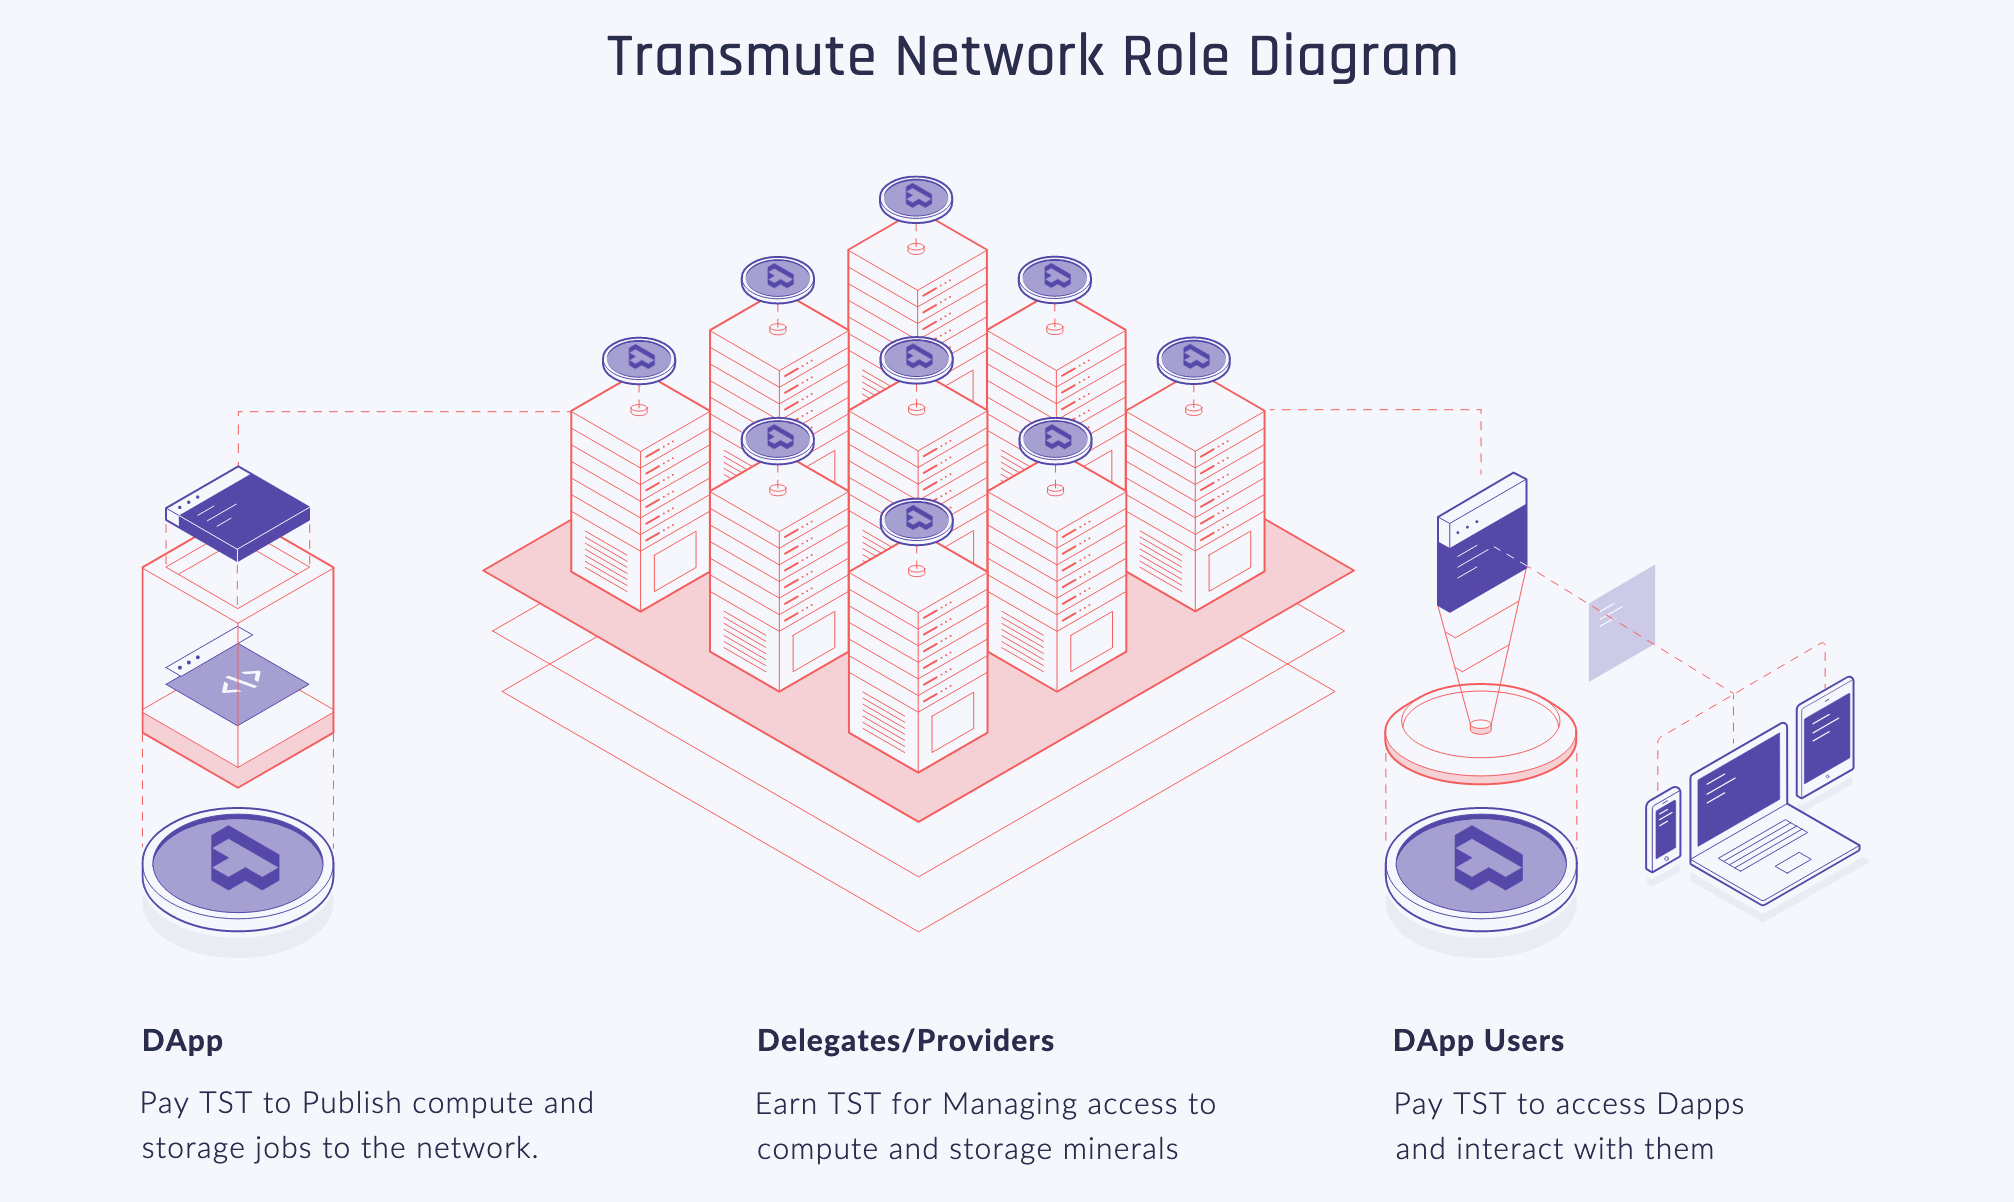 Transmute Network Role Diagram
DApp
Pay TST to Publish compute and
storage jobs to the network.
Delegates/Providers
Earn TST for Managing access to
compute and storage minerals
DApp Users
Pay TST to access Dapps
and interact with them